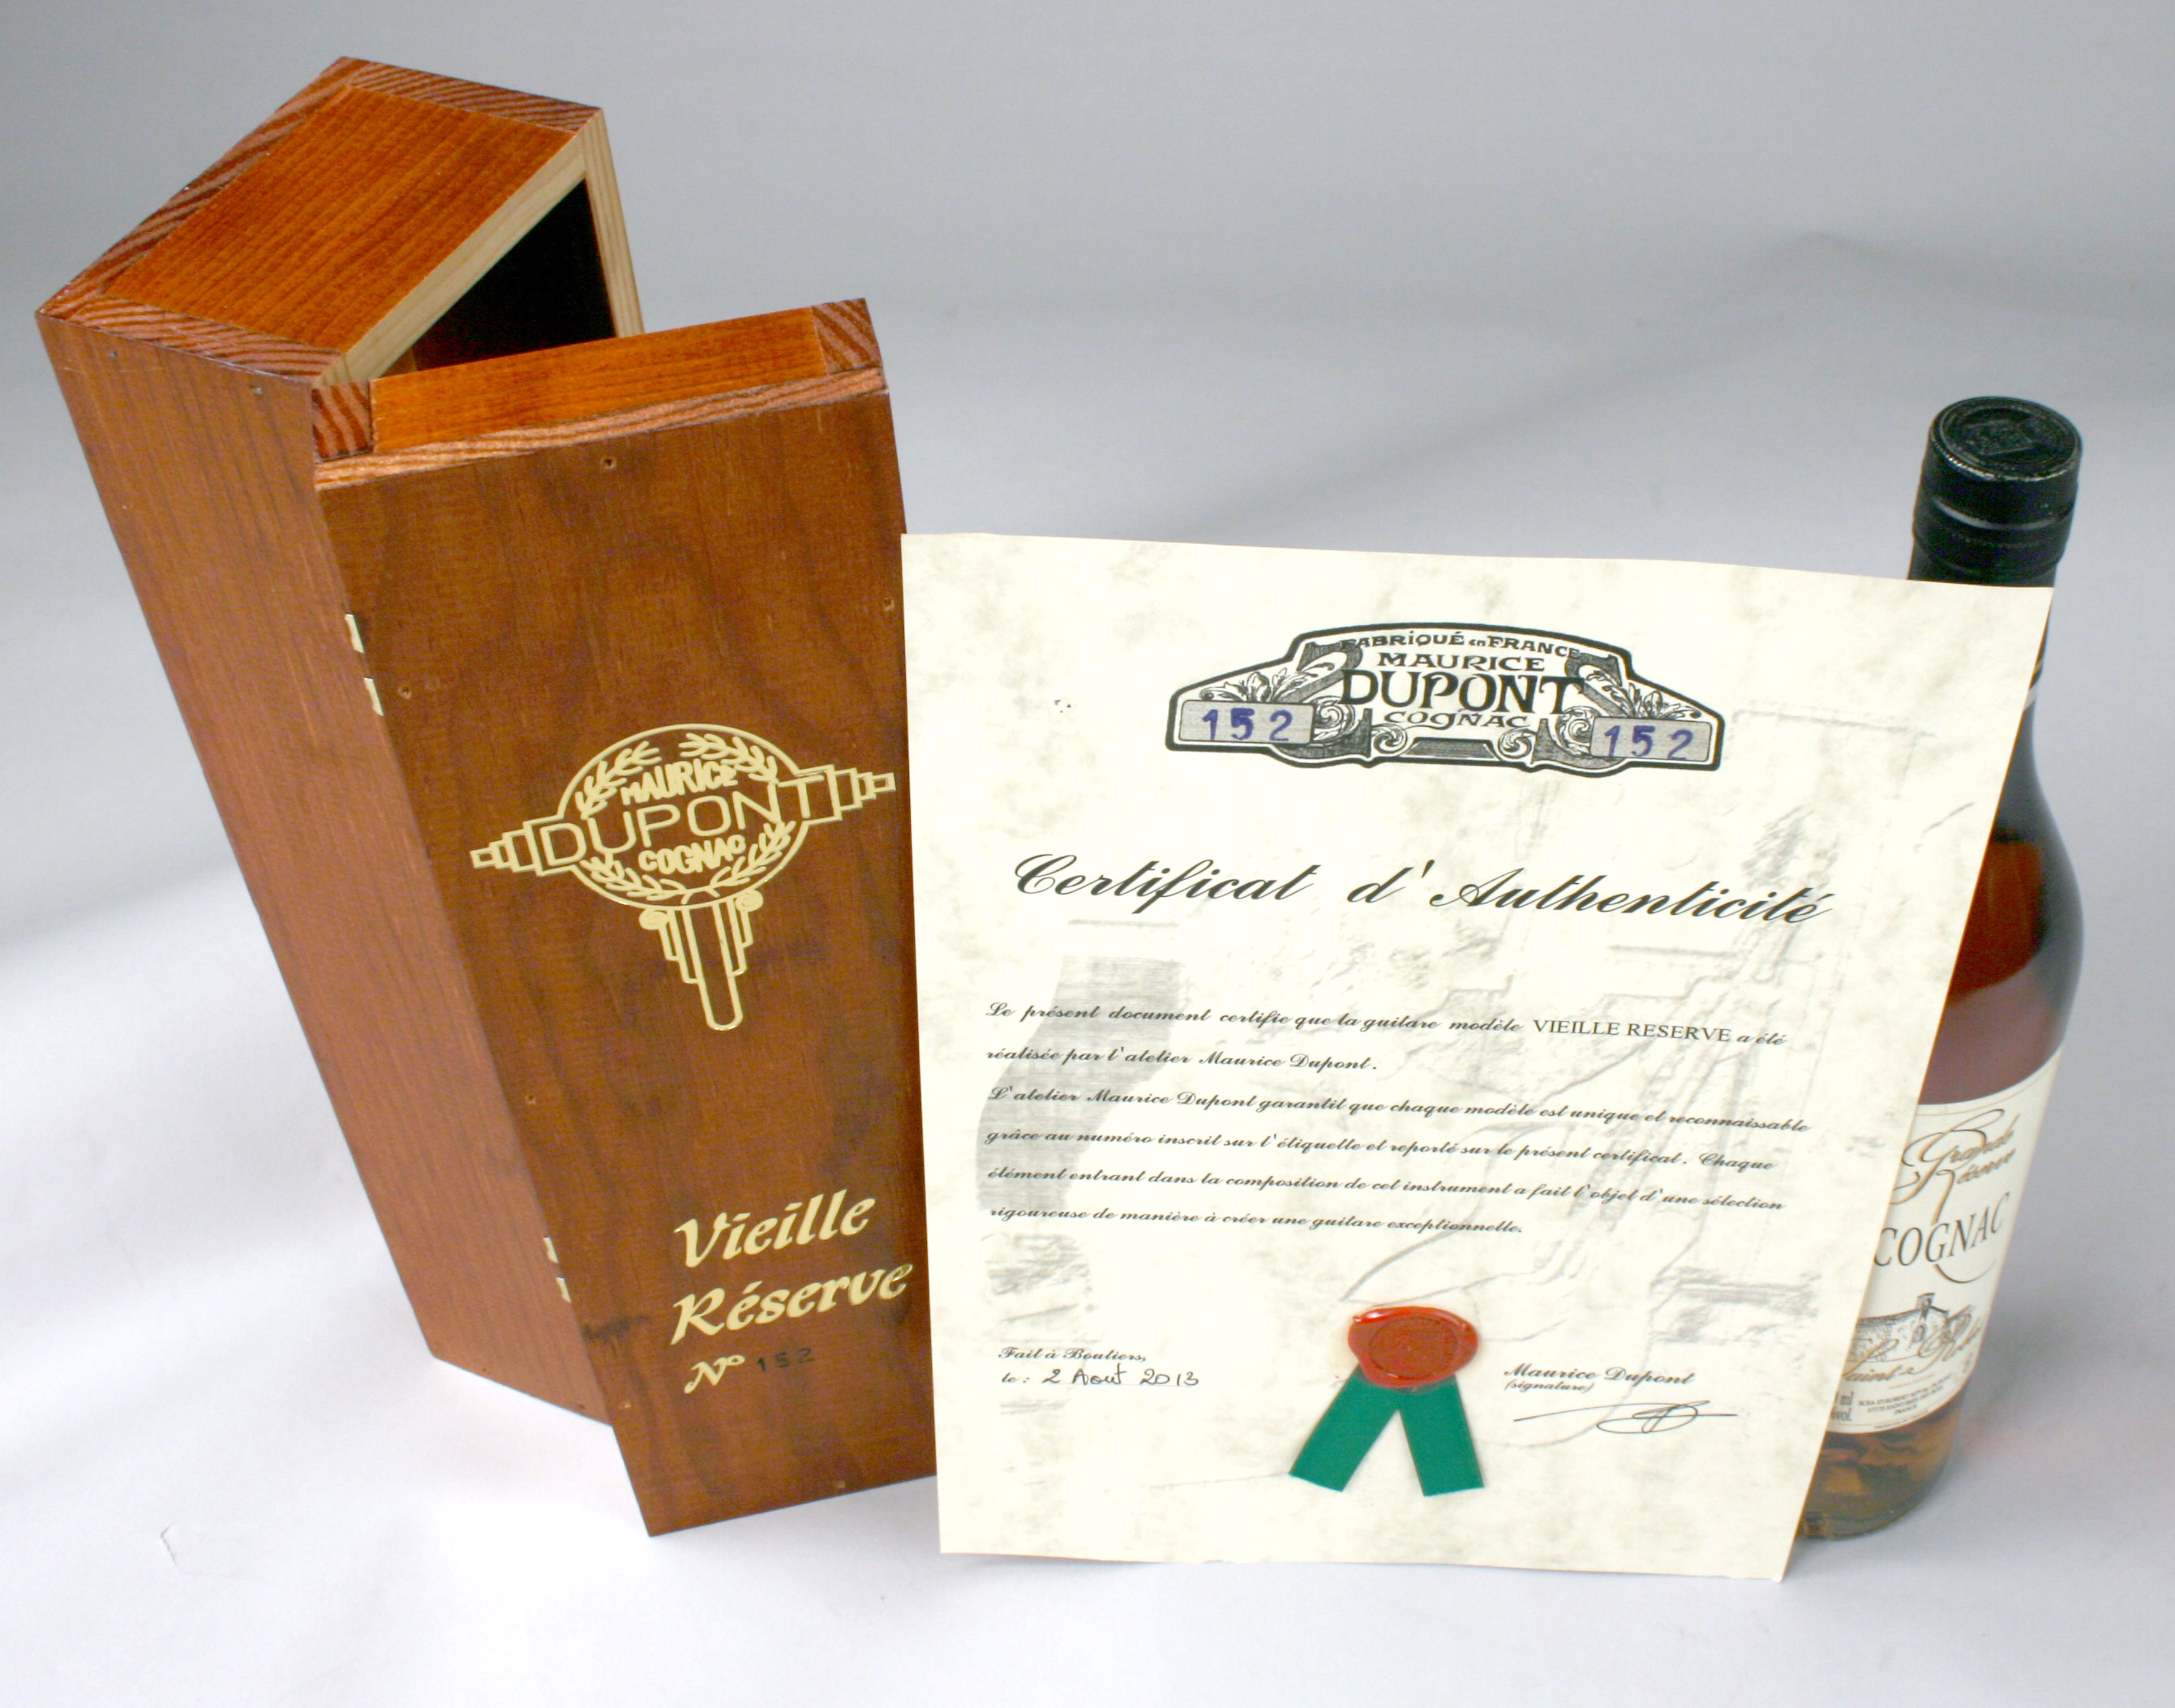 MAURICE
DUPONT
COGNAC
Vieille
Réserve
N° 152
FABRIQUÉ en FRANCE
MAURICE
DUPONT
COGNAC
152 152
Certificat d'Authenticité
Le présent document certifie que la guitare modèle VIEILLE RESERVE a été
réalisée par l'atelier Maurice Dupont.
L'atelier Maurice Dupont garantit que chaque modèle est unique et reconnaissable
grâce au numéro inscrit sur l'étiquette et reporté sur le présent certificat. Chaque
élément entrant dans la composition de cet instrument a fait l'objet d'une sélection
rigoureuse de manière à créer une guitare exceptionnelle.
Fait à Boutiers,
le : 2 Août 2013
Maurice Dupont
(signature)
Grande
Réserve
COGNAC